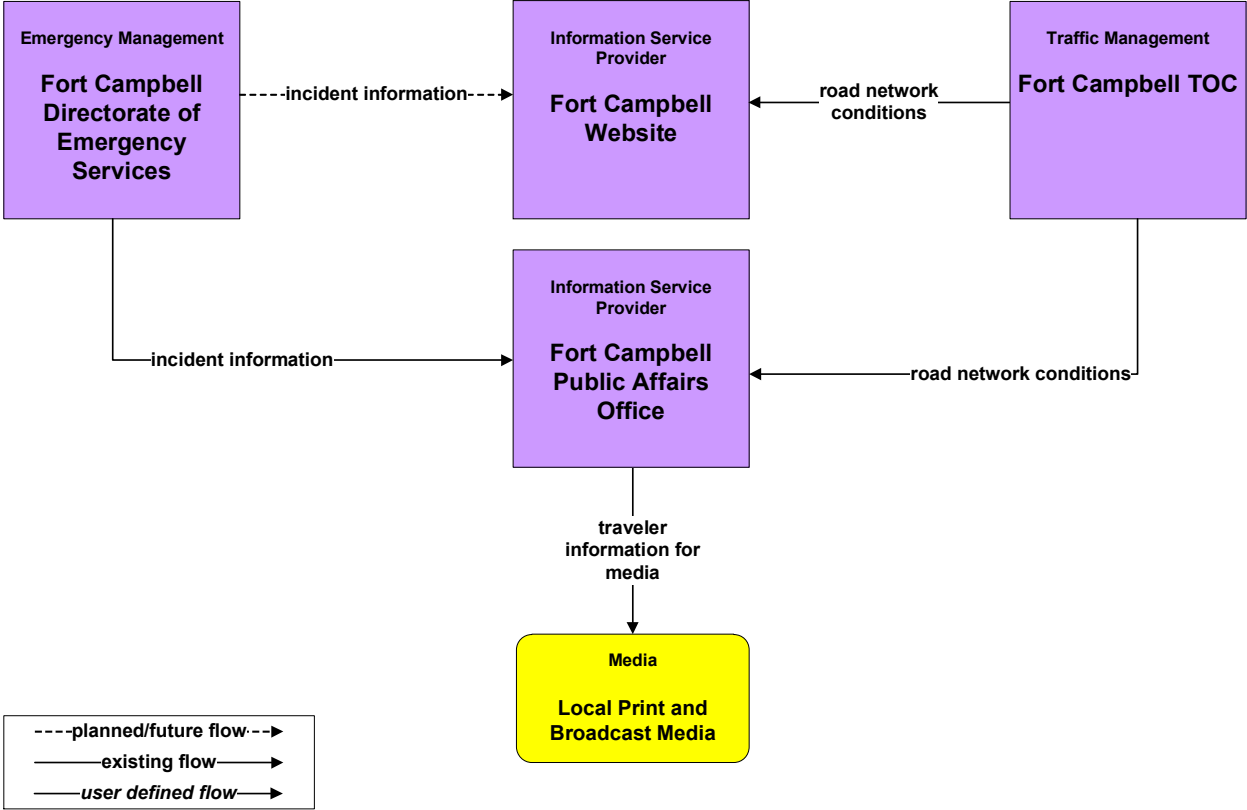 Emergency Management
Fort Campbell
Directorate of
Emergency
Services
incident information
Information Service
Provider
Fort Campbell
Website
road network
conditions
Traffic Management
Fort Campbell TOC
incident information
Information Service
Provider
Fort Campbell
Public Affairs
Office
road network conditions
traveler
information for
media
Media
Local Print and
Broadcast Media
planned/future flow
existing flow
user defined flow